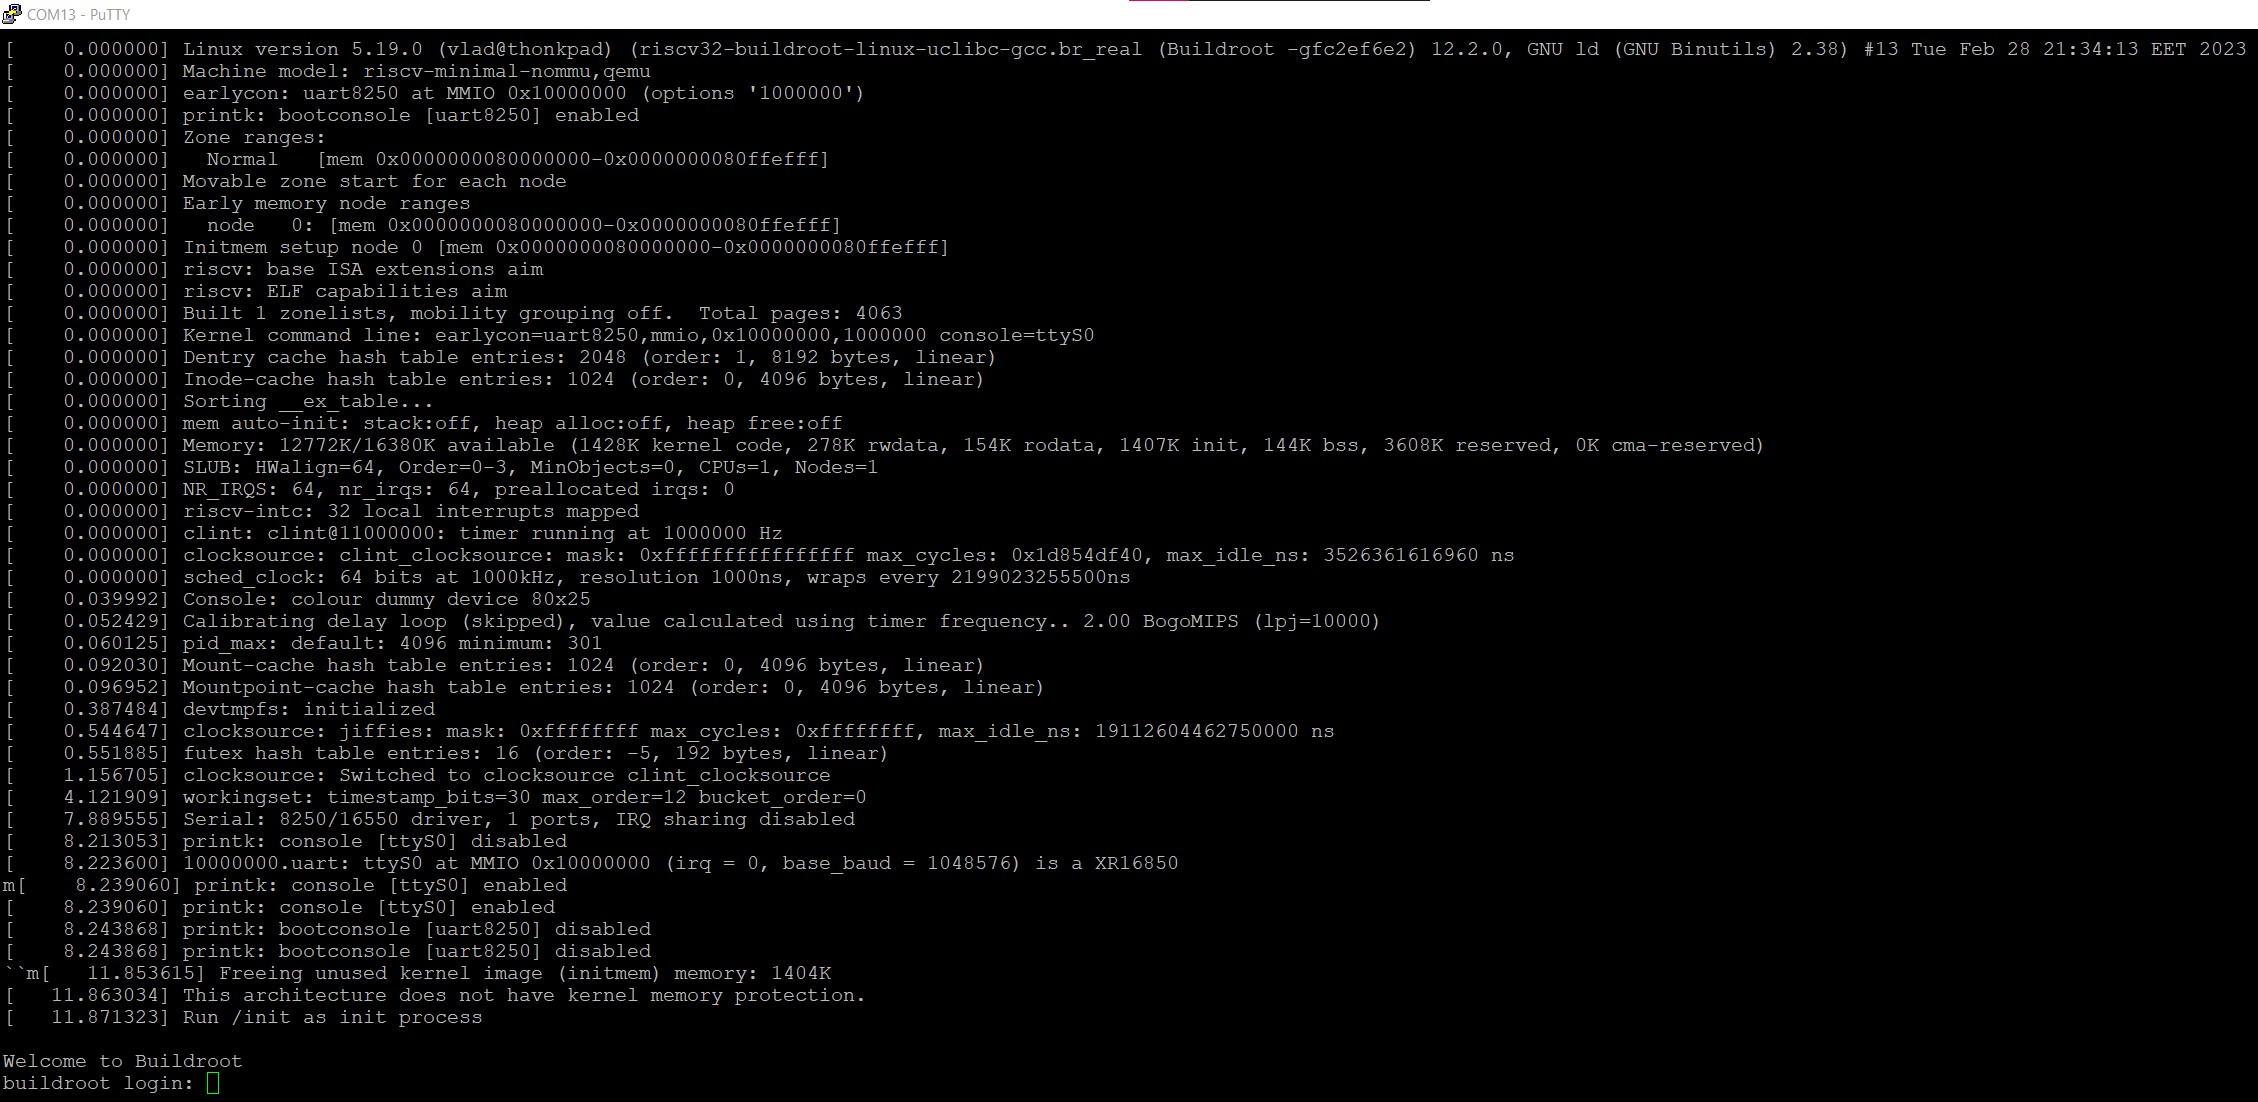 COM13 - PuTTY
[    0.000000] Linux version 5.19.0 (vlad@thonkpad) (riscv32-buildroot-linux-uclibc-gcc.br_real (Buildroot -gfc2ef6e2) 12.2.0, GNU ld (GNU Binutils) 2.38) #13 Tue Feb 28 21:34:13 EET 2023
[    0.000000] Machine model: riscv-minimal-nommu,qemu
[    0.000000] earlycon: uart8250 at MMIO 0x10000000 (options '1000000')
[    0.000000] printk: bootconsole [uart8250] enabled
[    0.000000] Zone ranges:
[    0.000000]   Normal   [mem 0x0000000080000000-0x0000000080ffefff]
[    0.000000] Movable zone start for each node
[    0.000000] Early memory node ranges
[    0.000000]   node   0: [mem 0x0000000080000000-0x0000000080ffefff]
[    0.000000] Initmem setup node 0 [mem 0x0000000080000000-0x0000000080ffefff]
[    0.000000] riscv: base ISA extensions aim
[    0.000000] riscv: ELF capabilities aim
[    0.000000] Built 1 zonelists, mobility grouping off.  Total pages: 4063
[    0.000000] Kernel command line: earlycon=uart8250,mmio,0x10000000,1000000 console=ttyS0
[    0.000000] Dentry cache hash table entries: 2048 (order: 1, 8192 bytes, linear)
[    0.000000] Inode-cache hash table entries: 1024 (order: 0, 4096 bytes, linear)
[    0.000000] Sorting __ex_table...
[    0.000000] mem auto-init: stack:off, heap alloc:off, heap free:off
[    0.000000] Memory: 12772K/16380K available (1428K kernel code, 278K rwdata, 154K rodata, 1407K init, 144K bss, 3608K reserved, 0K cma-reserved)
[    0.000000] SLUB: HWalign=64, Order=0-3, MinObjects=0, CPUs=1, Nodes=1
[    0.000000] NR_IRQS: 64, nr_irqs: 64, preallocated irqs: 0
[    0.000000] riscv-intc: 32 local interrupts mapped
[    0.000000] clint: clint@11000000: timer running at 1000000 Hz
[    0.000000] clocksource: clint_clocksource: mask: 0xffffffffffffffff max_cycles: 0x1d854df40, max_idle_ns: 3526361616960 ns
[    0.000000] sched_clock: 64 bits at 1000kHz, resolution 1000ns, wraps every 2199023255500ns
[    0.039992] Console: colour dummy device 80x25
[    0.052429] Calibrating delay loop (skipped), value calculated using timer frequency.. 2.00 BogoMIPS (lpj=10000)
[    0.060125] pid_max: default: 4096 minimum: 301
[    0.092030] Mount-cache hash table entries: 1024 (order: 0, 4096 bytes, linear)
[    0.096952] Mountpoint-cache hash table entries: 1024 (order: 0, 4096 bytes, linear)
[    0.387484] devtmpfs: initialized
[    0.544647] clocksource: jiffies: mask: 0xffffffff max_cycles: 0xffffffff, max_idle_ns: 19112604462750000 ns
[    0.551885] futex hash table entries: 16 (order: -5, 192 bytes, linear)
[    1.156705] clocksource: Switched to clocksource clint_clocksource
[    4.121909] workingset: timestamp_bits=30 max_order=12 bucket_order=0
[    7.889555] Serial: 8250/16550 driver, 1 ports, IRQ sharing disabled
[    8.213053] printk: console [ttyS0] disabled
[    8.223600] 10000000.uart: ttyS0 at MMIO 0x10000000 (irq = 0, base_baud = 1048576) is a XR16850
m[    8.239060] printk: console [ttyS0] enabled
[    8.239060] printk: console [ttyS0] enabled
[    8.243868] printk: bootconsole [uart8250] disabled
[    8.243868] printk: bootconsole [uart8250] disabled
``m[   11.853615] Freeing unused kernel image (initmem) memory: 1404K
[   11.863034] This architecture does not have kernel memory protection.
[   11.871323] Run /init as init process
Welcome to Buildroot
buildroot login: